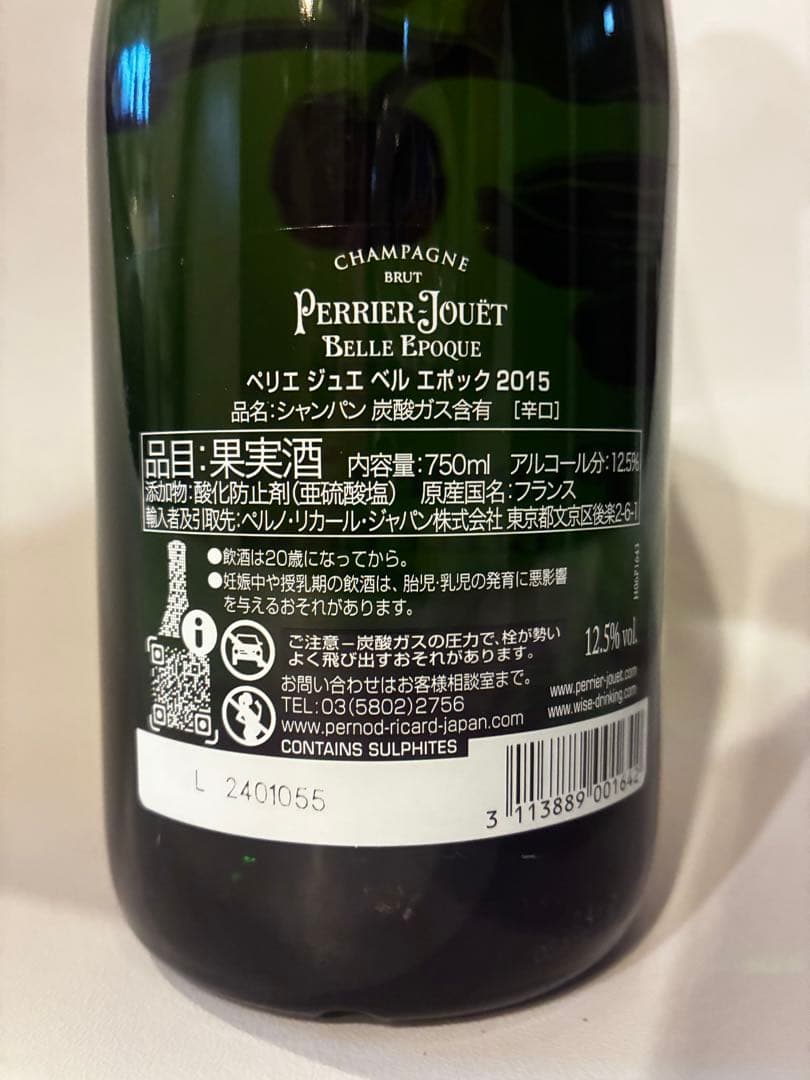 CHAMPAGNE
BRUT
PERRIER-JOUËT
BELLE EPOQUE
ペリエ ジュエ ベル エポック 2015
品名:シャンパン 炭酸ガス含有 [辛口]
品目:果実酒 内容量:750ml アルコール分:12.5%
添加物:酸化防止剤(亜硫酸塩) 原産国名:フランス
輸入者及引取先:ペルノ・リカール・ジャパン株式会社 東京都文京区後楽2-6-1
●飲酒は20歳になってから。
●妊娠中や授乳期の飲酒は、胎児・乳児の発育に悪影響
を与えるおそれがあります。
ご注意－炭酸ガスの圧力で、栓が勢い
よく飛び出すおそれがあります。
お問い合わせはお客様相談室まで。
TEL:03(5802)2756
www.pernod-ricard-japan.com
CONTAINS SULPHITES
12.5% vol.
www.perrier-jouet.com
www.wise-drinking.com
L 2401055
3 113889 001642